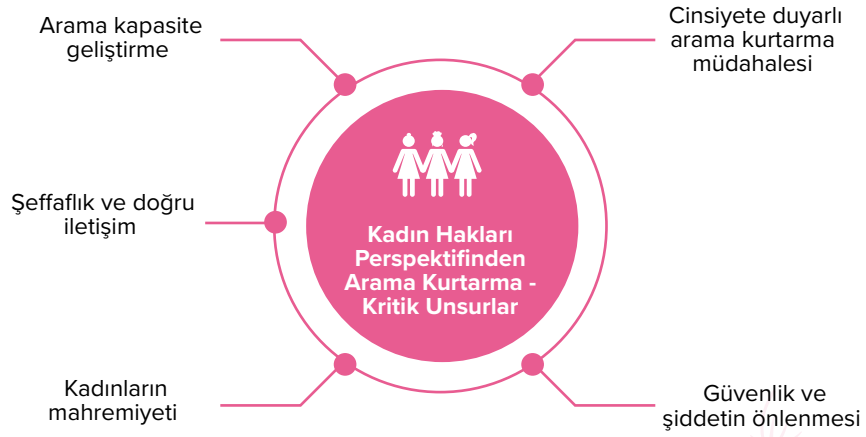 Arama kapasite
geliştirme
Cinsiyete duyarlı
arama kurtarma
müdahalesi
Şeffaflık ve doğru
iletişim
Kadın Hakları
Perspektifinden
Arama Kurtarma -
Kritik Unsurlar
Kadınların
mahremiyeti
Güvenlik ve
şiddetin önlenmesi